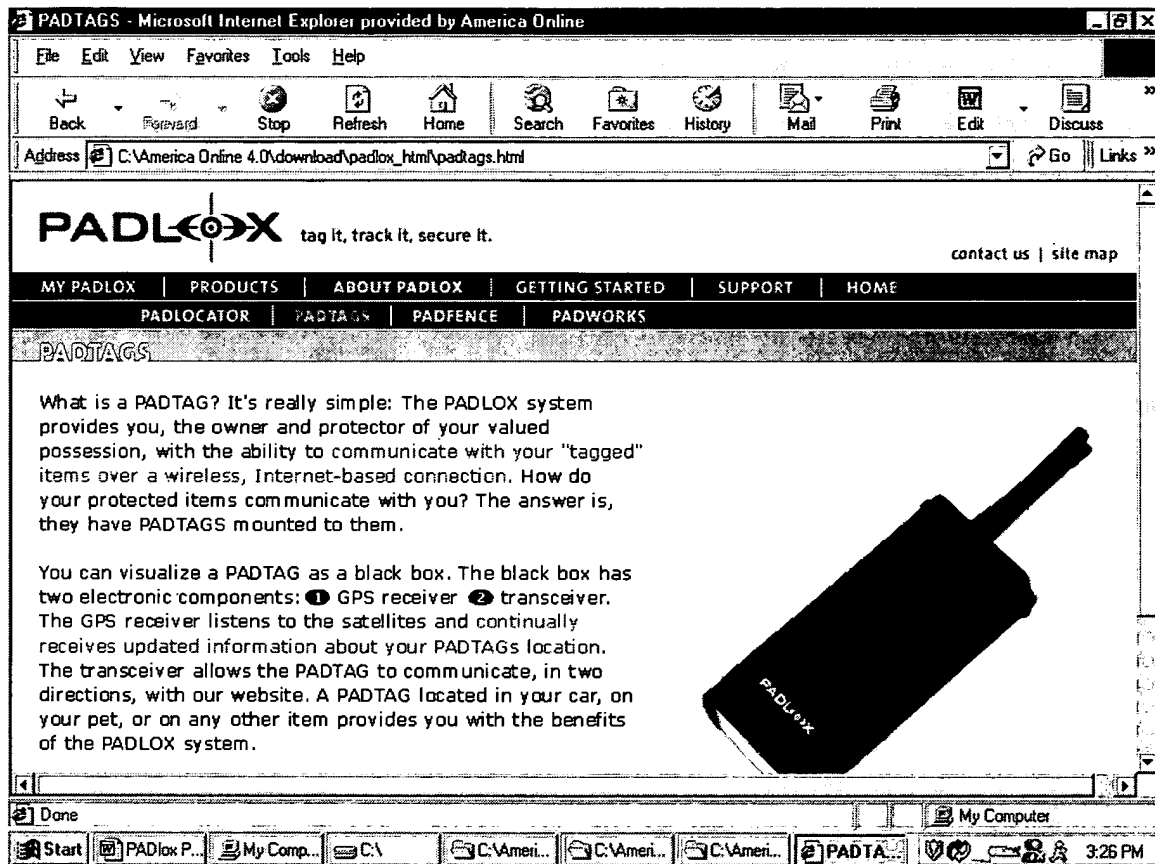 PADTAGS - Microsoft Internet Explorer provided by America Online
File Edit View Favorites Tools Help
Back Forward Stop Refresh Home Search Favorites History Mail Print Edit Discuss »
Address C:\America Online 4.0\download\padlox_html\padtags.html Go Links »
PADLOX tag it, track it, secure it.
contact us | site map
MY PADLOX | PRODUCTS | ABOUT PADLOX | GETTING STARTED | SUPPORT | HOME
PADLOCATOR | PADTAGS | PADFENCE | PADWORKS
PADTAGS
What is a PADTAG? It's really simple: The PADLOX system
provides you, the owner and protector of your valued
possession, with the ability to communicate with your "tagged"
items over a wireless, Internet-based connection. How do
your protected items communicate with you? The answer is,
they have PADTAGS mounted to them.
You can visualize a PADTAG as a black box. The black box has
two electronic components: 1 GPS receiver 2 transceiver.
The GPS receiver listens to the satellites and continually
receives updated information about your PADTAGs location.
The transceiver allows the PADTAG to communicate, in two
directions, with our website. A PADTAG located in your car, on
your pet, or on any other item provides you with the benefits
of the PADLOX system.
PADLOX
Done My Computer
Start PADlox P... My Comp... C:\ C:\Ameri... C:\Ameri... C:\Ameri... PADTA... 3:26 PM